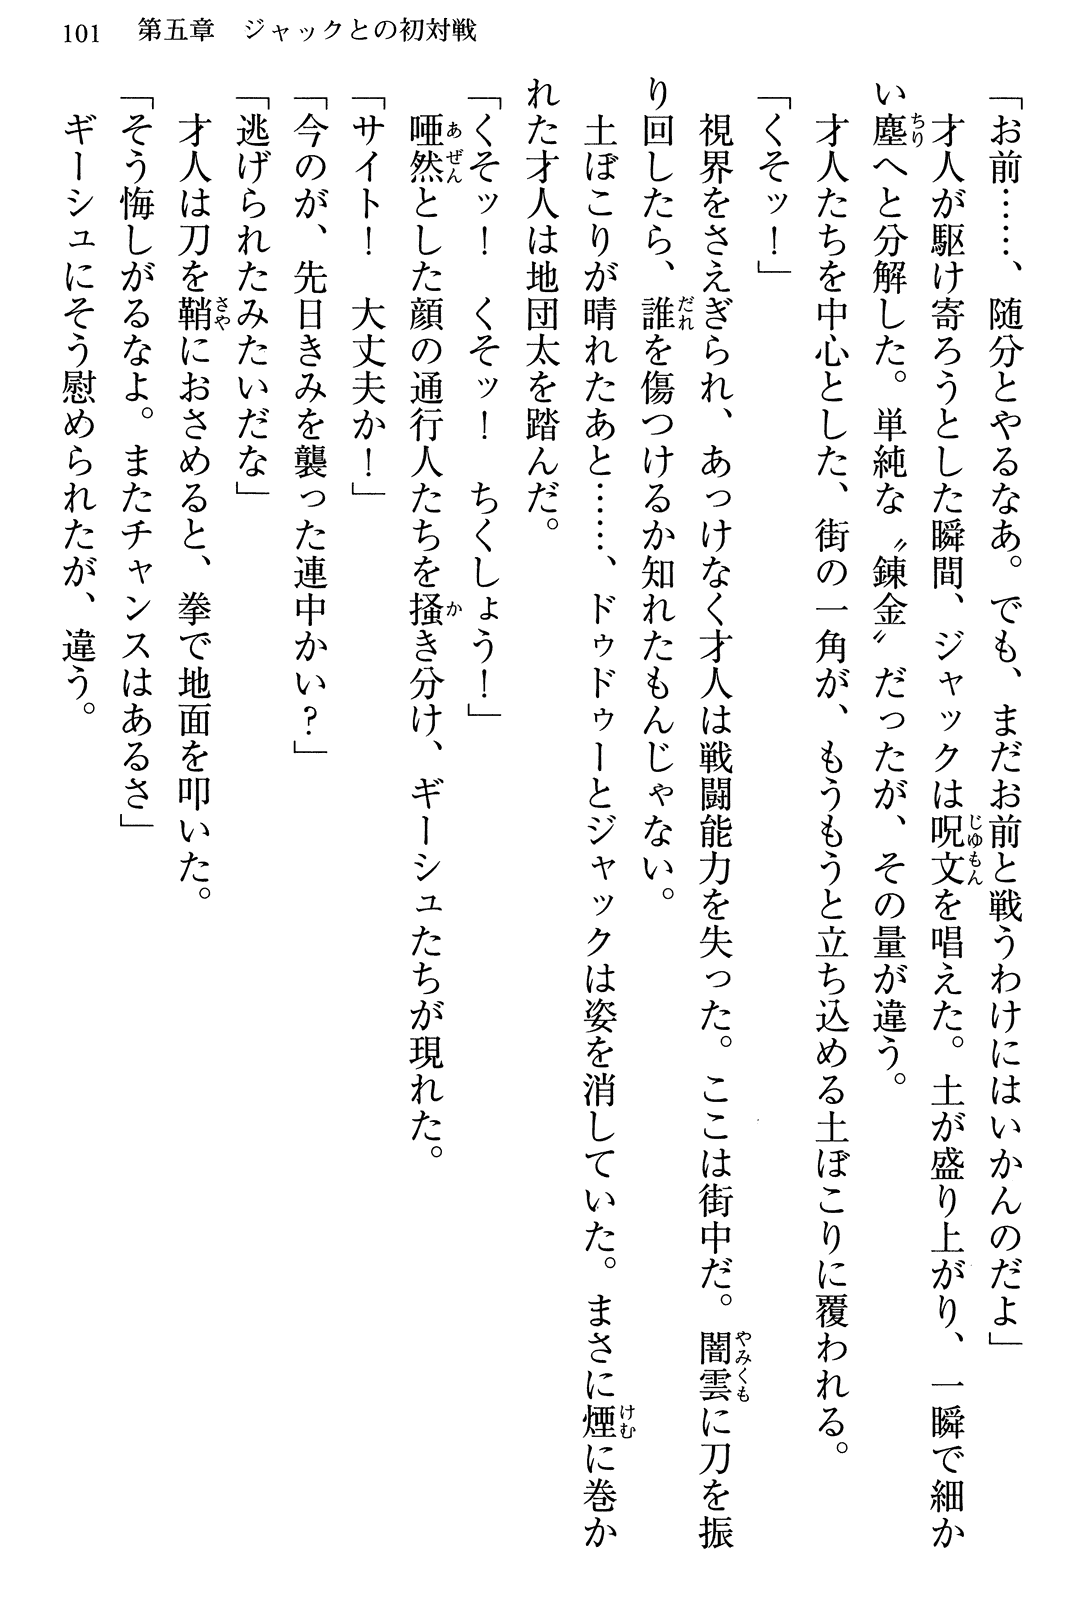 101　第五章　ジャックとの初対戦
「お前……、随分とやるなあ。でも、まだお前と戦うわけにはいかんのだよ」
才人が駆け寄ろうとした瞬間、ジャックは呪文を唱えた。土が盛り上がり、一瞬で細か
い塵へと分解した。単純な〝錬金〟だったが、その量が違う。
才人たちを中心とした、街の一角が、もうもうと立ち込める土ぼこりに覆われる。
「くそッ！」
視界をさえぎられ、あっけなく才人は戦闘能力を失った。ここは街中だ。闇雲に刀を振
り回したら、誰を傷つけるか知れたもんじゃない。
土ぼこりが晴れたあと……、ドゥドゥーとジャックは姿を消していた。まさに煙に巻か
れた才人は地団太を踏んだ。
「くそッ！　くそッ！　ちくしょう！」
唖然とした顔の通行人たちを掻き分け、ギーシュたちが現れた。
「サイト！　大丈夫か！」
「今のが、先日きみを襲った連中かい？」
「逃げられたみたいだな」
才人は刀を鞘におさめると、拳で地面を叩いた。
「そう悔しがるなよ。またチャンスはあるさ」
ギーシュにそう慰められたが、違う。